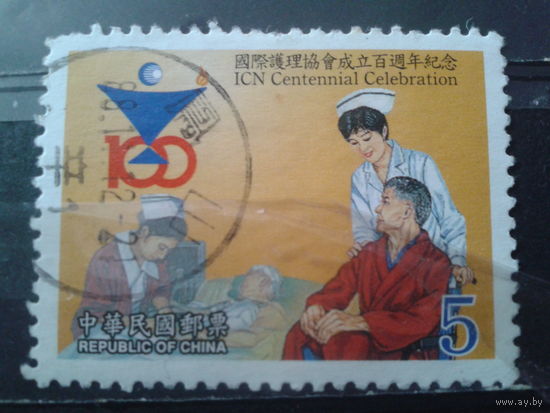 國際護理協會成立百週年紀念
ICN Centennial Celebration
100
中華民國郵票
REPUBLIC OF CHINA
5
www.ay.by